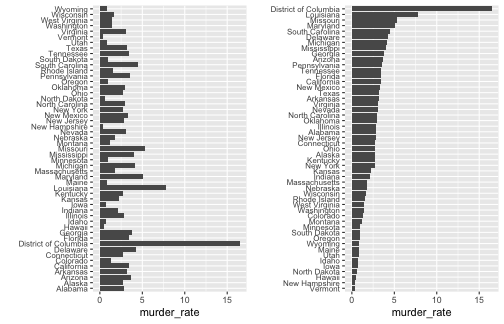 Wyoming
Wisconsin
West Virginia
Washington
Virginia
Vermont
Utah
Texas
Tennessee
South Dakota
South Carolina
Rhode Island
Pennsylvania
Oregon
Oklahoma
Ohio
North Dakota
North Carolina
New York
New Mexico
New Jersey
New Hampshire
Nevada
Nebraska
Montana
Missouri
Mississippi
Minnesota
Michigan
Massachusetts
Maryland
Maine
Louisiana
Kentucky
Kansas
Iowa
Indiana
Illinois
Idaho
Hawaii
Georgia
Florida
District of Columbia
Delaware
Connecticut
Colorado
California
Arkansas
Arizona
Alaska
Alabama
0 5 10 15
murder_rate
District of Columbia
Louisiana
Missouri
Maryland
South Carolina
Delaware
Michigan
Mississippi
Georgia
Arizona
Pennsylvania
Tennessee
Florida
California
New Mexico
Texas
Arkansas
Virginia
Nevada
North Carolina
Oklahoma
Illinois
Alabama
New Jersey
Connecticut
Ohio
Alaska
Kentucky
New York
Kansas
Indiana
Massachusetts
Nebraska
Wisconsin
Rhode Island
West Virginia
Washington
Colorado
Montana
Minnesota
South Dakota
Oregon
Wyoming
Maine
Utah
Idaho
Iowa
North Dakota
Hawaii
New Hampshire
Vermont
0 5 10 15
murder_rate